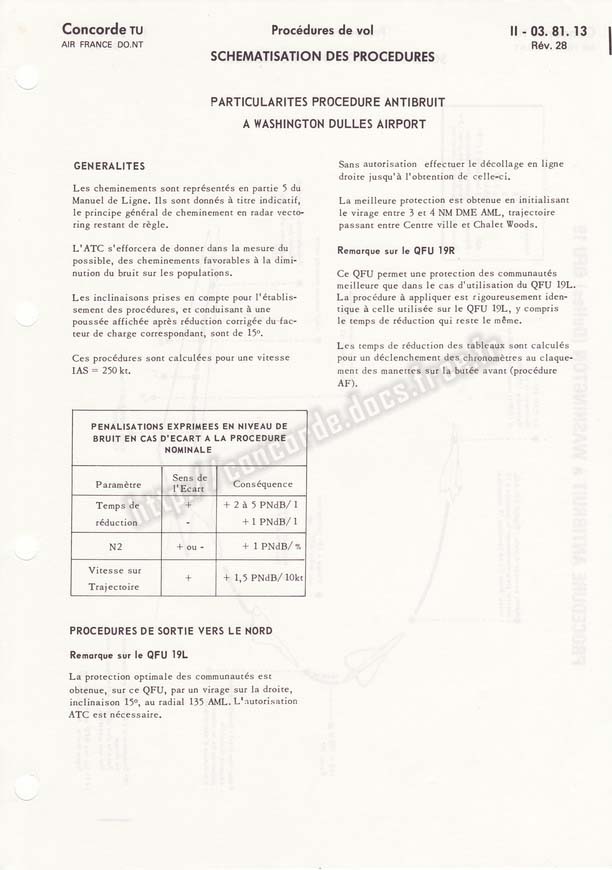 Concorde TU
AIR FRANCE DO.NT
Procédures de vol
SCHEMATISATION DES PROCEDURES
II - 03. 81. 13
Rév. 28
PARTICULARITES PROCEDURE ANTIBRUIT
A WASHINGTON DULLES AIRPORT
GENERALITES
Les cheminements sont représentés en partie 5 du
Manuel de Ligne. Ils sont donnés à titre indicatif,
le principe général de cheminement en radar vecto-
ring restant de règle.
L'ATC s'efforcera de donner dans la mesure du
possible, des cheminements favorables à la dimi-
nution du bruit sur les populations.
Les inclinaisons prises en compte pour l'établis-
sement des procédures, et conduisant à une
poussée affichée après réduction corrigée du fac-
teur de charge correspondant, sont de 15º.
Ces procédures sont calculées pour une vitesse
IAS = 250 kt.
PENALISATIONS EXPRIMEES EN NIVEAU DE
BRUIT EN CAS D'ECART A LA PROCEDURE
NOMINALE
Paramètre
Sens de
l'Ecart
Conséquence
Temps de
réduction
+
-
+ 2 à 5 PNdB/1
+ 1 PNdB/1
N2
+ ou -
+ 1 PNdB/%
Vitesse sur
Trajectoire
+
+ 1,5 PNdB/10kt
PROCEDURES DE SORTIE VERS LE NORD
Remarque sur le QFU 19L
La protection optimale des communautés est
obtenue, sur ce QFU, par un virage sur la droite,
inclinaison 15º, au radial 135 AML. L'autorisation
ATC est nécessaire.
Sans autorisation effectuer le décollage en ligne
droite jusqu'à l'obtention de celle-ci.
La meilleure protection est obtenue en initialisant
le virage entre 3 et 4 NM DME AML, trajectoire
passant entre Centre ville et Chalet Woods.
Remarque sur le QFU 19R
Ce QFU permet une protection des communautés
meilleure que dans le cas d'utilisation du QFU 19L.
La procédure à appliquer est rigoureusement iden-
tique à celle utilisée sur le QFU 19L, y compris
le temps de réduction qui reste le même.
Les temps de réduction des tableaux sont calculés
pour un déclenchement des chronomètres au claque-
ment des manettes sur la butée avant (procédure
AF).
http://concorde.docs.free.fr